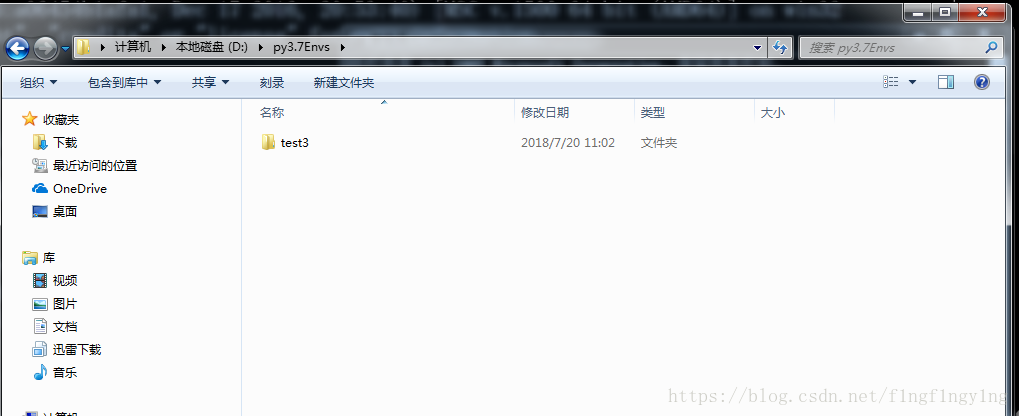 计算机 本地磁盘 (D:) py3.7Envs 搜索 py3.7Envs
组织 包含到库中 共享 刻录 新建文件夹
名称 修改日期 类型 大小
test3 2018/7/20 11:02 文件夹
收藏夹
下载
最近访问的位置
OneDrive
桌面
库
视频
图片
文档
迅雷下载
音乐
计算机
https://blog.csdn.net/f1ngf1ngy1ng